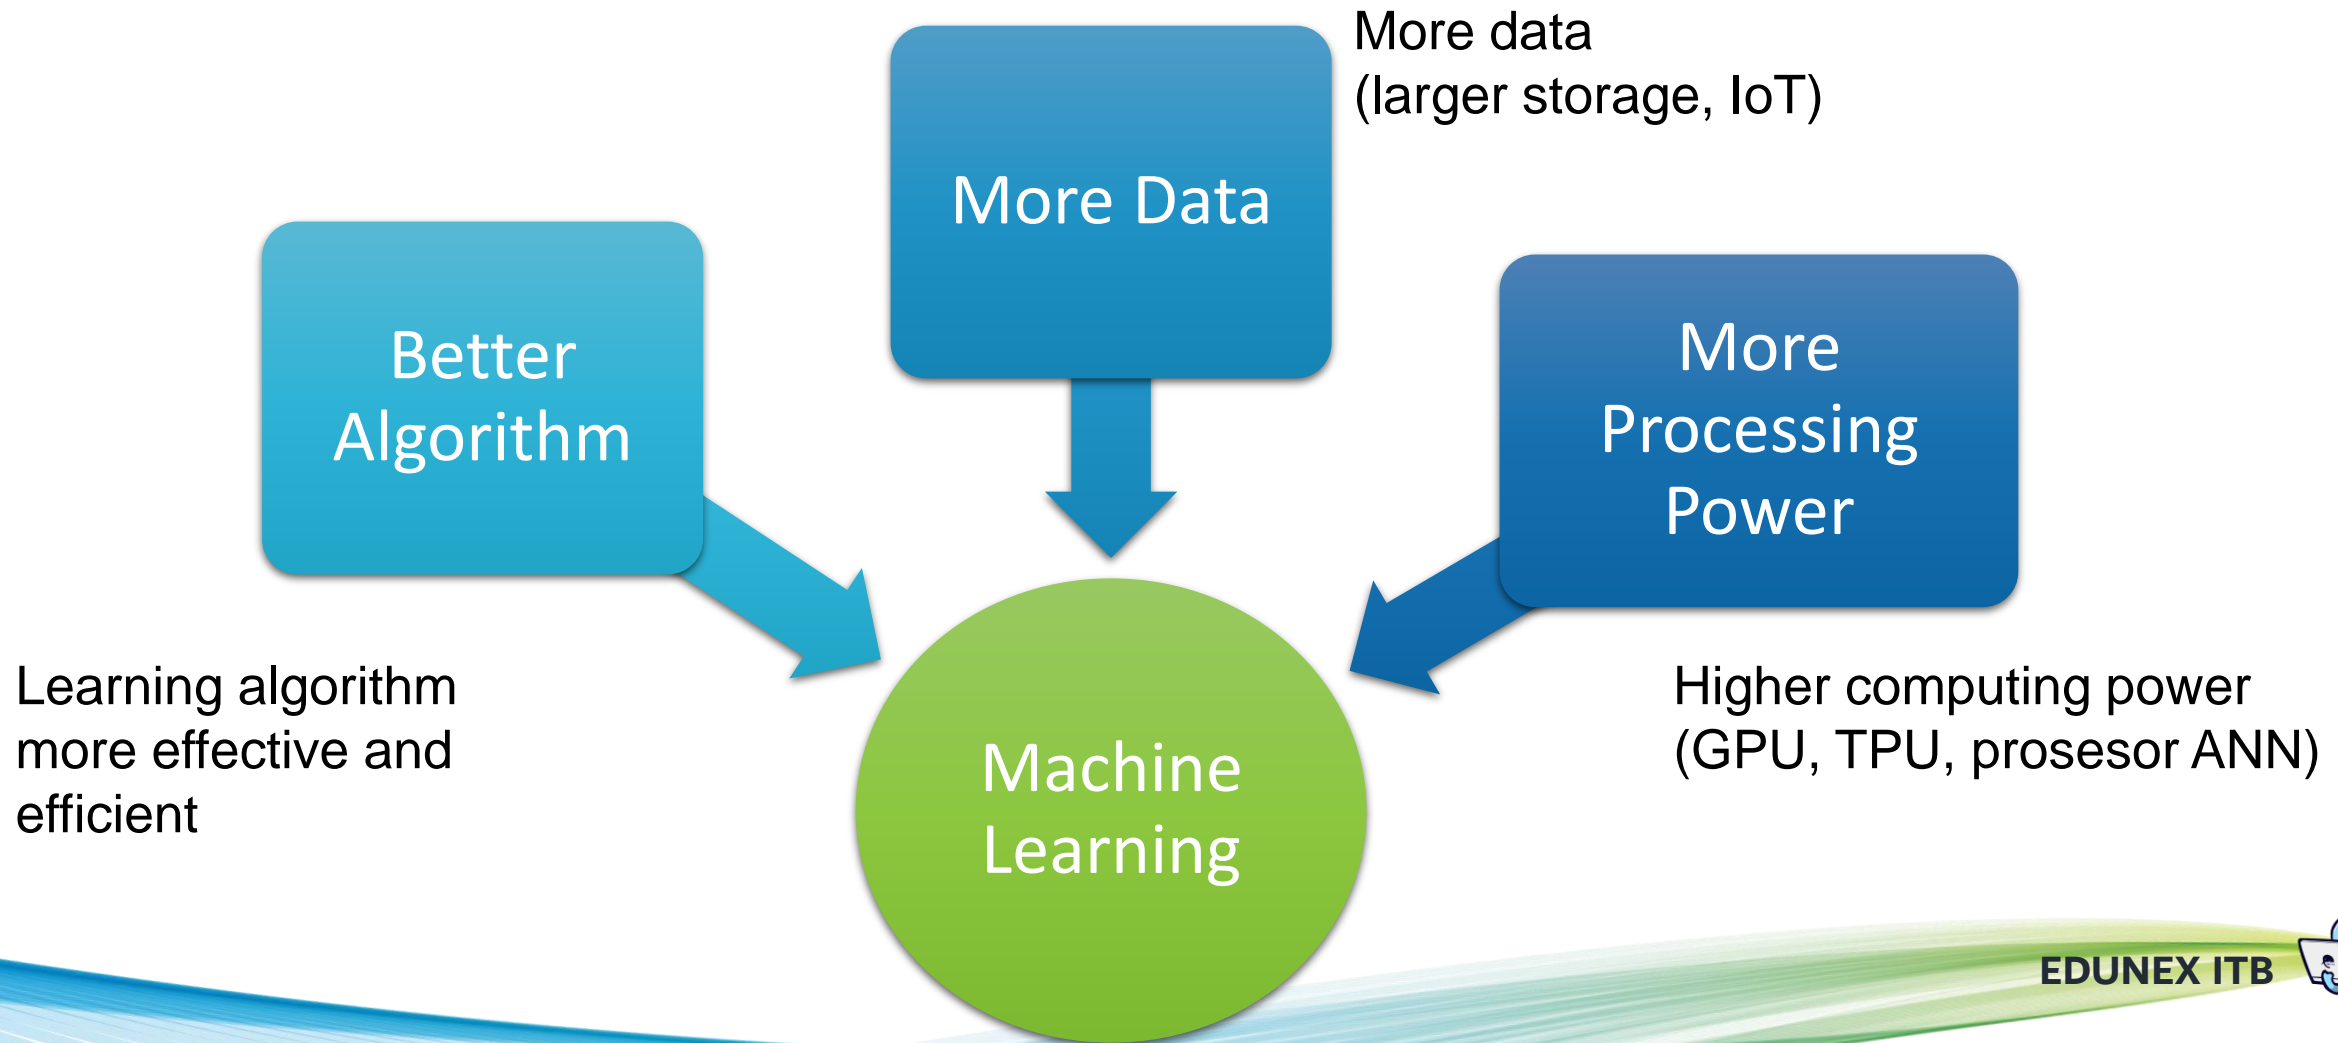 More data
(larger storage, IoT)
More Data
Better
Algorithm
More
Processing
Power
Learning algorithm
more effective and
efficient
Higher computing power
(GPU, TPU, prosesor ANN)
Machine
Learning
EDUNEX ITB